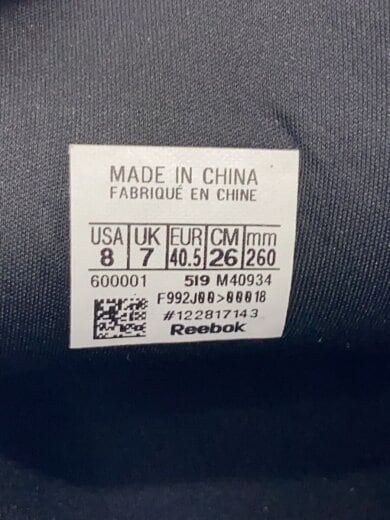 MADE IN CHINA
FABRIQUÉ EN CHINE
USA UK EUR CM mm
8 7 40.5 26 260
600001 519 M40934
F992J00>00018
#122817143
Reebok